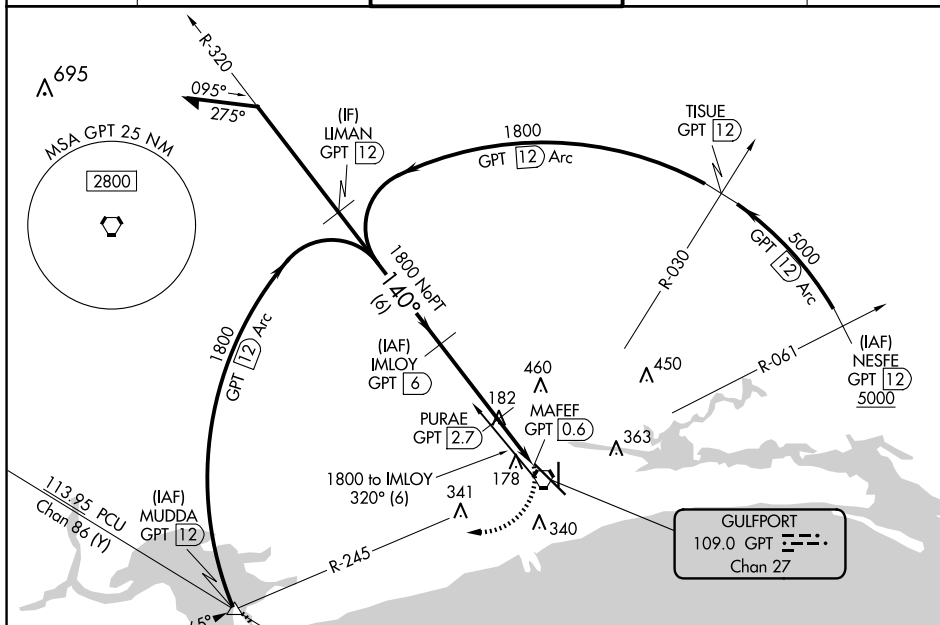 R-320
695
095°
275°
(IF)
LIMAN
GPT 12
TISUE
GPT 12
1800
GPT 12 Arc
MSA GPT 25 NM
2800
5000
GPT 12 Arc
R-030
1800 NoPT
140°
(6)
1800
GPT 12 Arc
R-061
(IAF)
NESFE
GPT 12
5000
(IAF)
IMLOY
GPT 6
460
450
182
PURAE
GPT 2.7
MAFEF
GPT 0.6
363
1800 to IMLOY
320° (6)
178
341
340
113.95 PCU
Chan 86 (Y)
(IAF)
MUDDA
GPT 12
R-245
GULFPORT
109.0 GPT
Chan 27